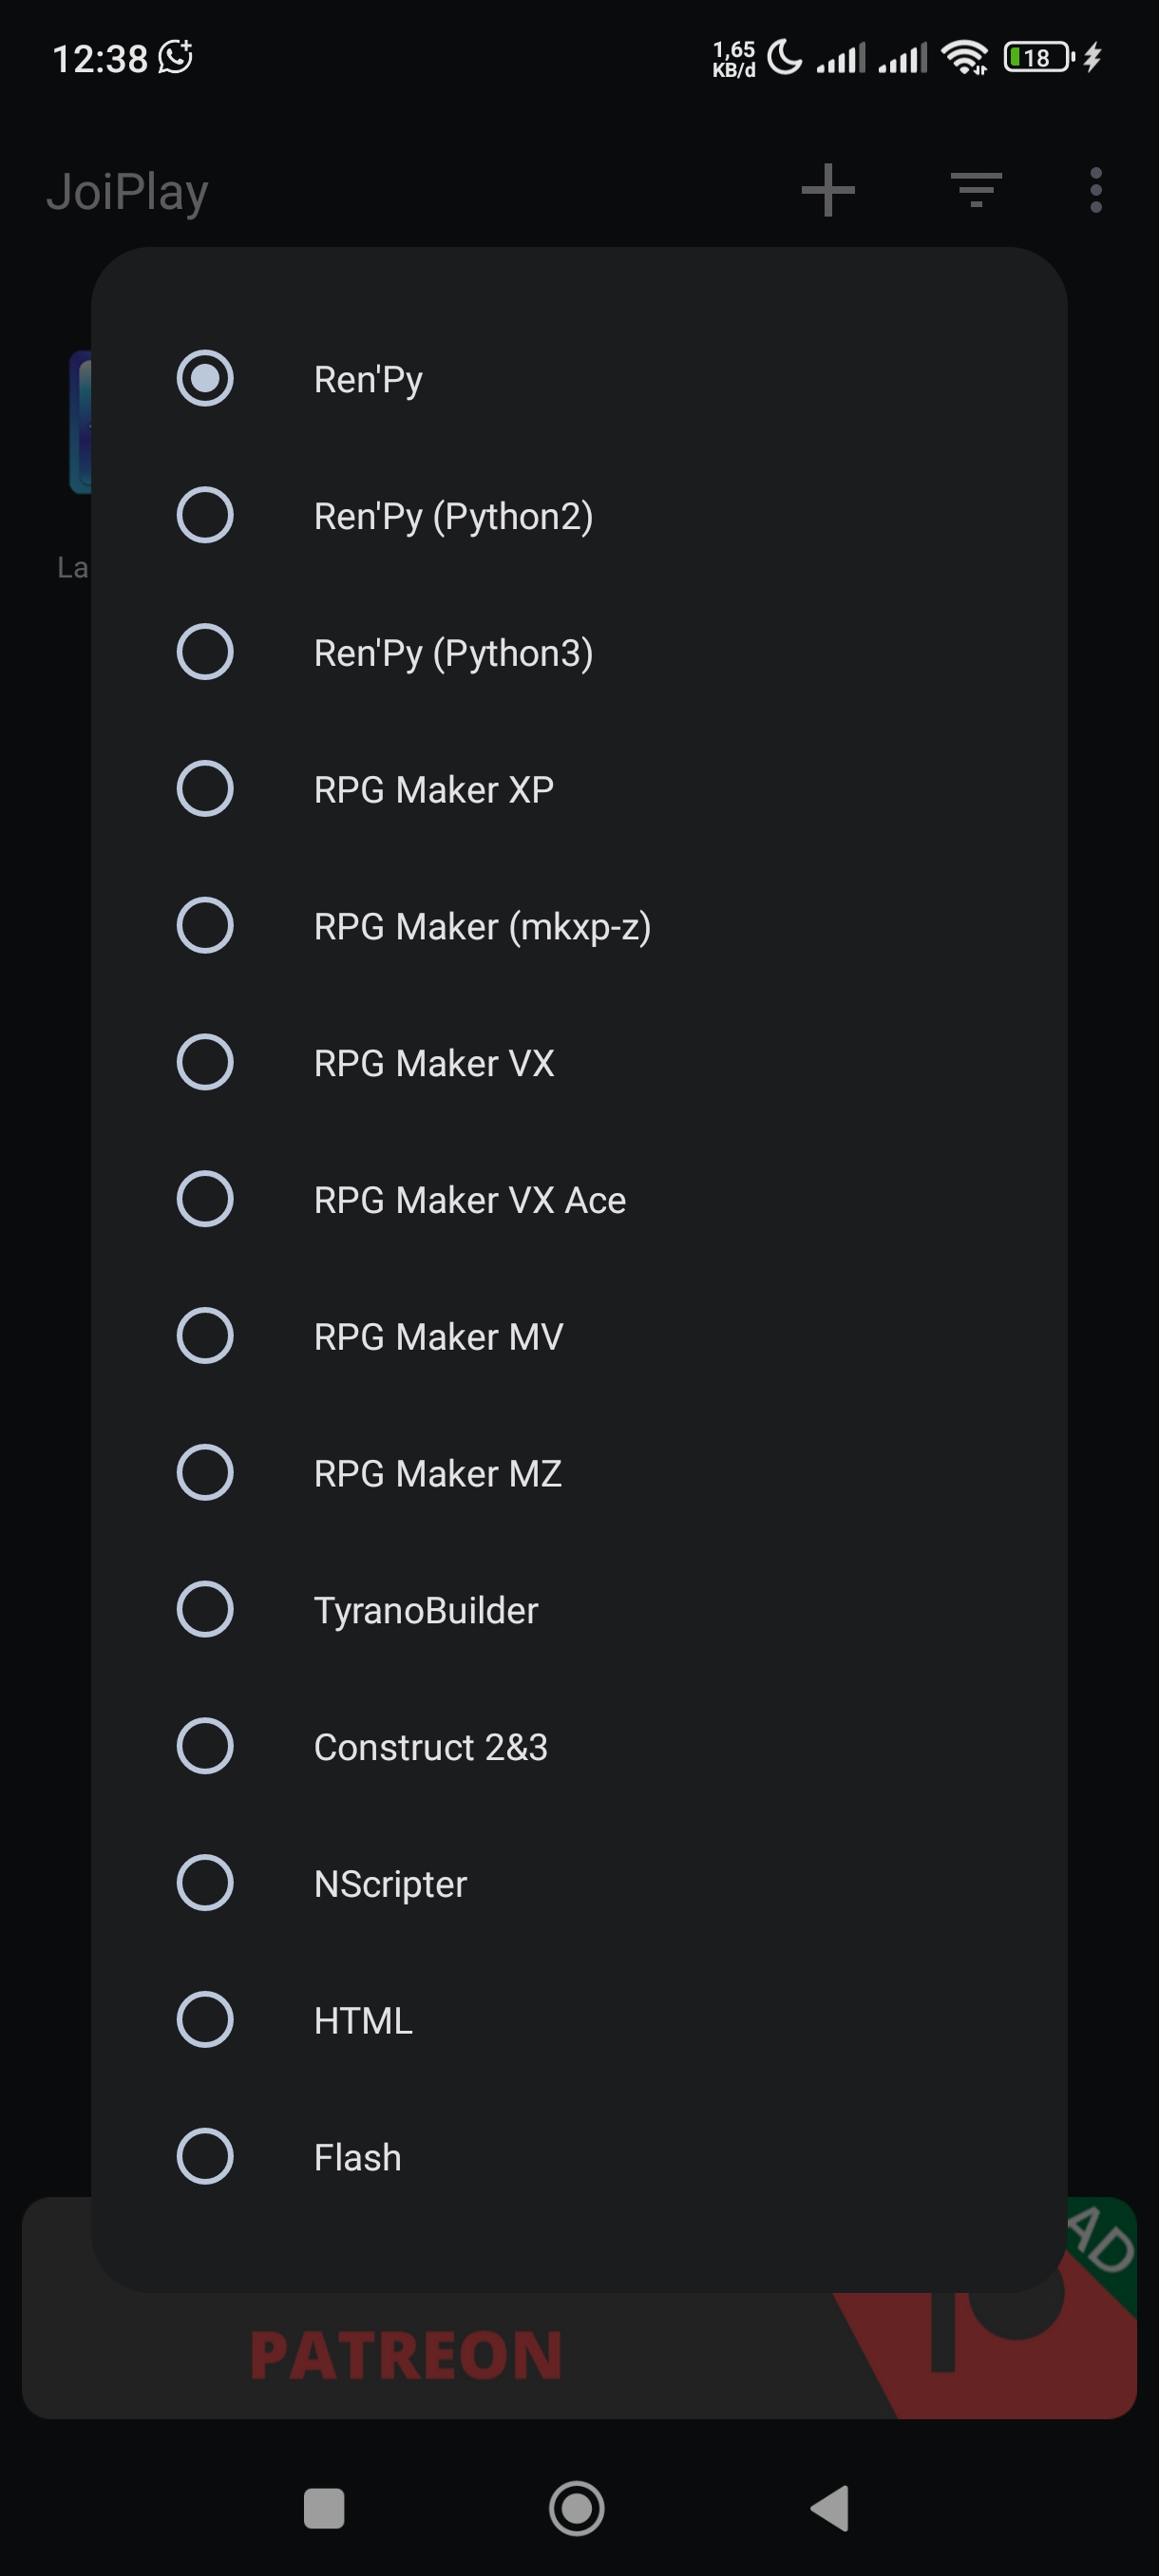 12:38
1,65
KB/d
18
JoiPlay
Ren'Py
Ren'Py (Python2)
La
Ren'Py (Python3)
RPG Maker XP
RPG Maker (mkxp-z)
RPG Maker VX
RPG Maker VX Ace
RPG Maker MV
RPG Maker MZ
TyranoBuilder
Construct 2&3
NScripter
HTML
Flash
AD
PATREON